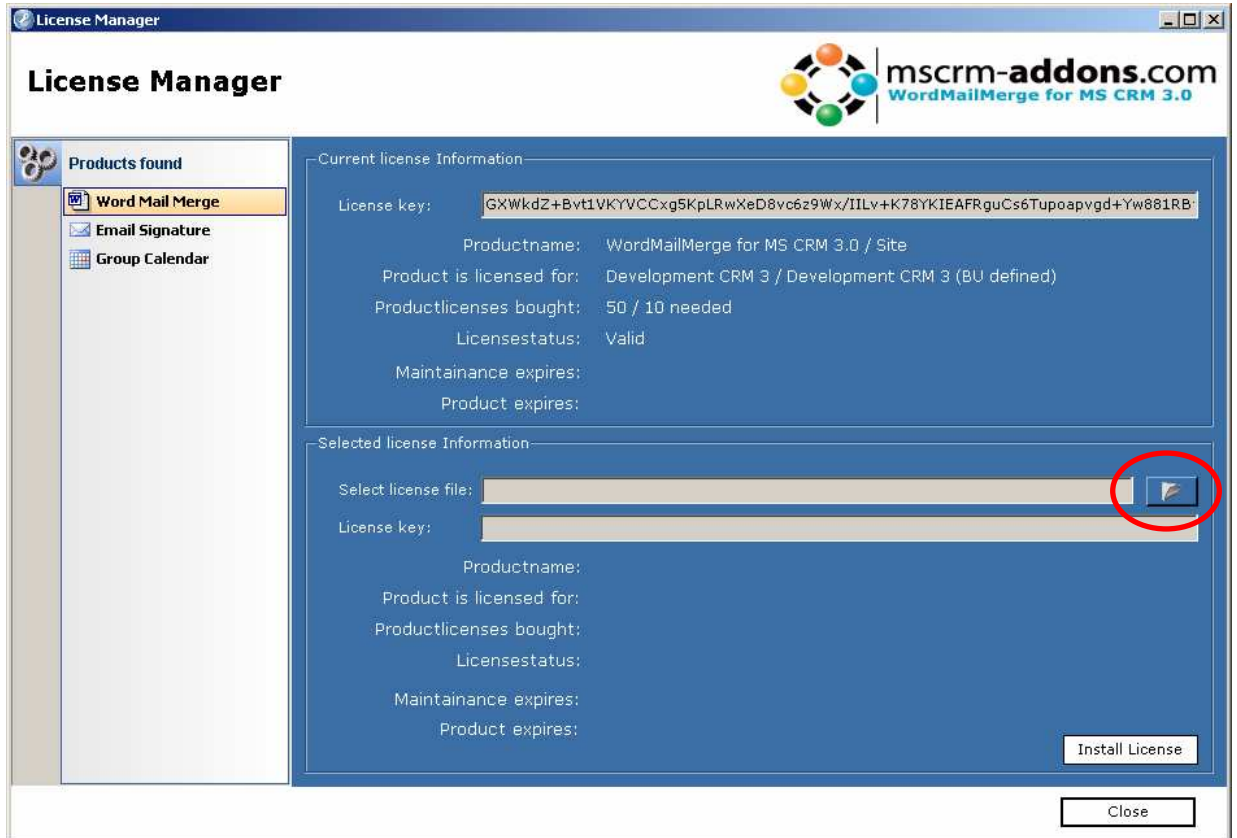 License Manager
License Manager
mscrm-addons.com
WordMailMerge for MS CRM 3.0
Products found
Word Mail Merge
Email Signature
Group Calendar
Current license Information
License key: GXWkdZ+Bvt1VKYVCCxg5KpLRwXeD8vc6z9Wx/IILv+K78YKIEAFRguCs6Tupoapvgd+Yw881RB
Productname: WordMailMerge for MS CRM 3.0 / Site
Product is licensed for: Development CRM 3 / Development CRM 3 (BU defined)
Productlicenses bought: 50 / 10 needed
Licensestatus: Valid
Maintainance expires:
Product expires:
Selected license Information
Select license file:
License key:
Productname:
Product is licensed for:
Productlicenses bought:
Licensestatus:
Maintainance expires:
Product expires:
Install License
Close